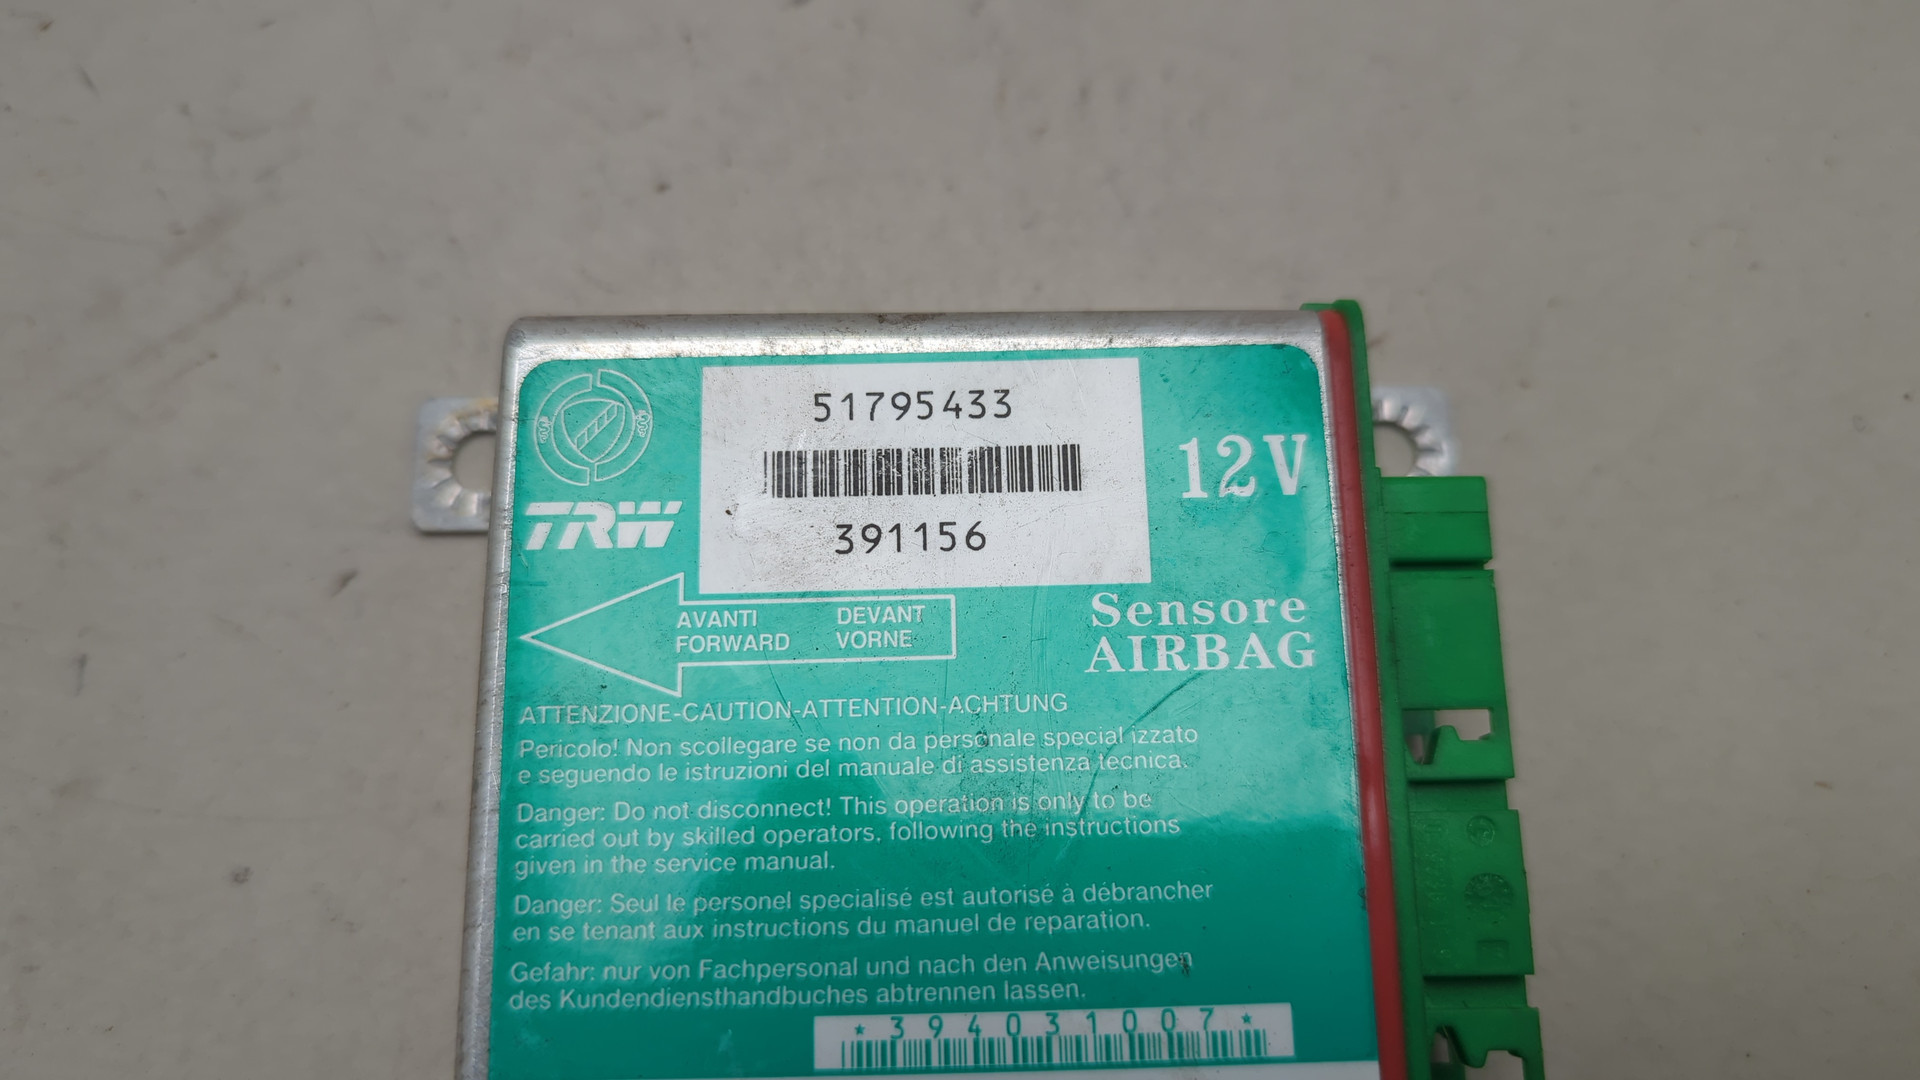 51795433
12V
TRW
391156
AVANTI DEVANT
FORWARD VORNE
Sensore
AIRBAG
ATTENZIONE-CAUTION-ATTENTION-ACHTUNG
Pericolo! Non scollegare se non da personale special izzato
e seguendo le istruzioni del manuale di assistenza tecnica.
Danger: Do not disconnect! This operation is only to be
carried out by skilled operators, following the instructions
given in the service manual.
Danger: Seul le personel specialisé est autorisé à débrancher
en se tenant aux instructions du manuel de reparation.
Gefahr: nur von Fachpersonal und nach den Anweisungen
des Kundendiensthandbuches abtrennen lassen.
*394031007*